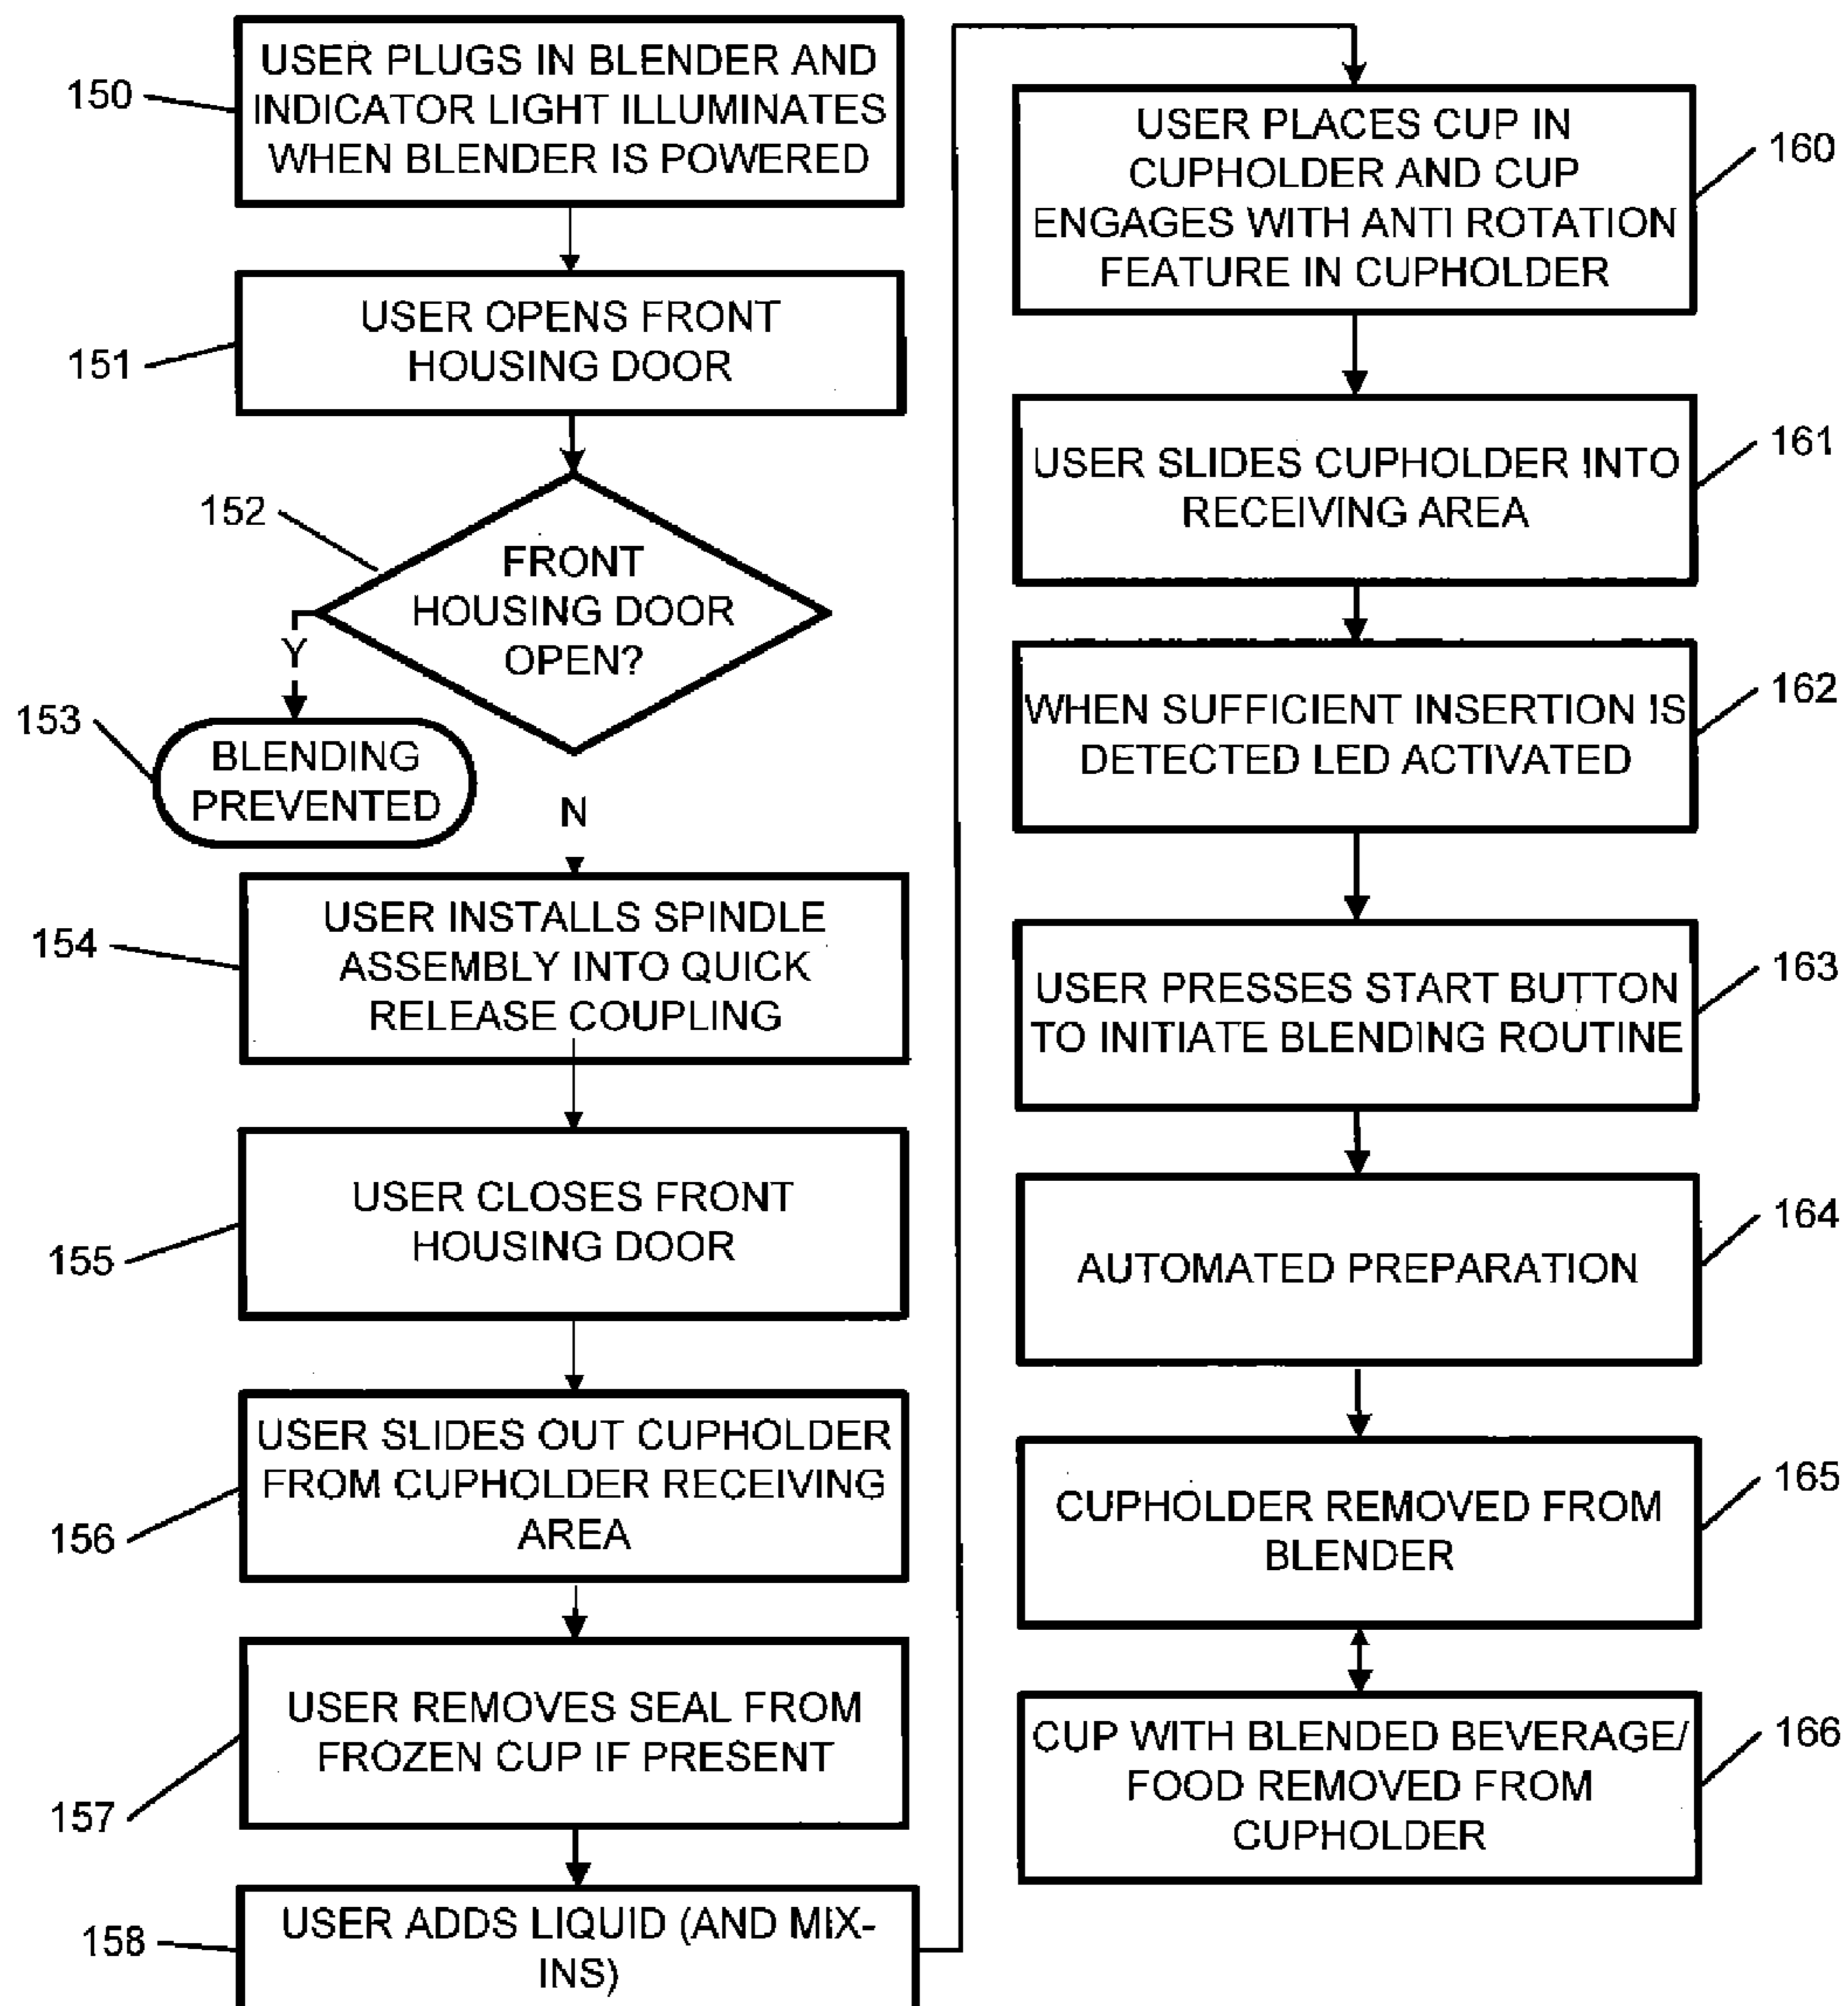 150
USER PLUGS IN BLENDER AND
INDICATOR LIGHT ILLUMINATES
WHEN BLENDER IS POWERED
151
USER OPENS FRONT
HOUSING DOOR
152
FRONT
HOUSING DOOR
OPEN?
Y
153
BLENDING
PREVENTED
N
154
USER INSTALLS SPINDLE
ASSEMBLY INTO QUICK
RELEASE COUPLING
155
USER CLOSES FRONT
HOUSING DOOR
156
USER SLIDES OUT CUPHOLDER
FROM CUPHOLDER RECEIVING
AREA
157
USER REMOVES SEAL FROM
FROZEN CUP IF PRESENT
158
USER ADDS LIQUID (AND MIX-
INS)
160
USER PLACES CUP IN
CUPHOLDER AND CUP
ENGAGES WITH ANTI ROTATION
FEATURE IN CUPHOLDER
161
USER SLIDES CUPHOLDER INTO
RECEIVING AREA
162
WHEN SUFFICIENT INSERTION IS
DETECTED LED ACTIVATED
163
USER PRESSES START BUTTON
TO INITIATE BLENDING ROUTINE
164
AUTOMATED PREPARATION
165
CUPHOLDER REMOVED FROM
BLENDER
166
CUP WITH BLENDED BEVERAGE/
FOOD REMOVED FROM
CUPHOLDER